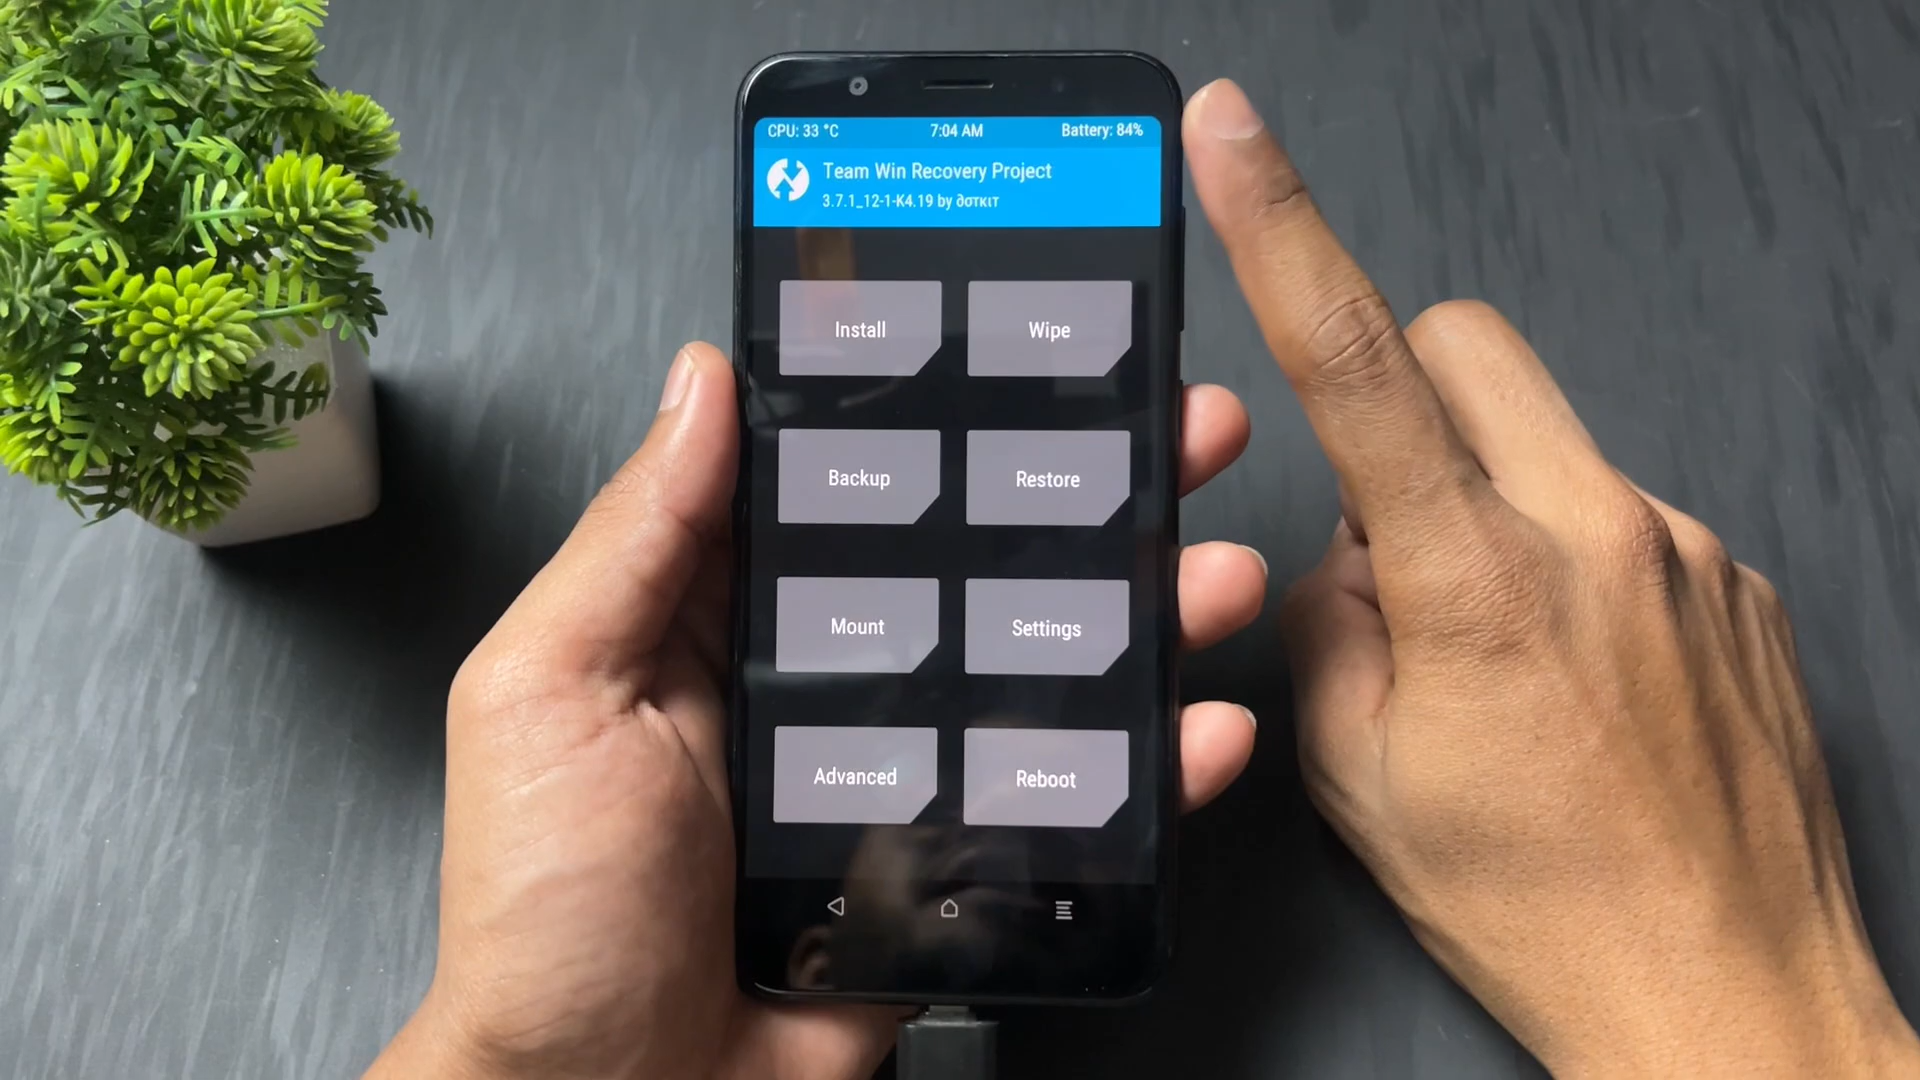 CPU: 33 °C 7:04 AM Battery: 84%
Team Win Recovery Project
3.7.1_12-1-K4.19 by ∂σткιт
Install Wipe
Backup Restore
Mount Settings
Advanced Reboot